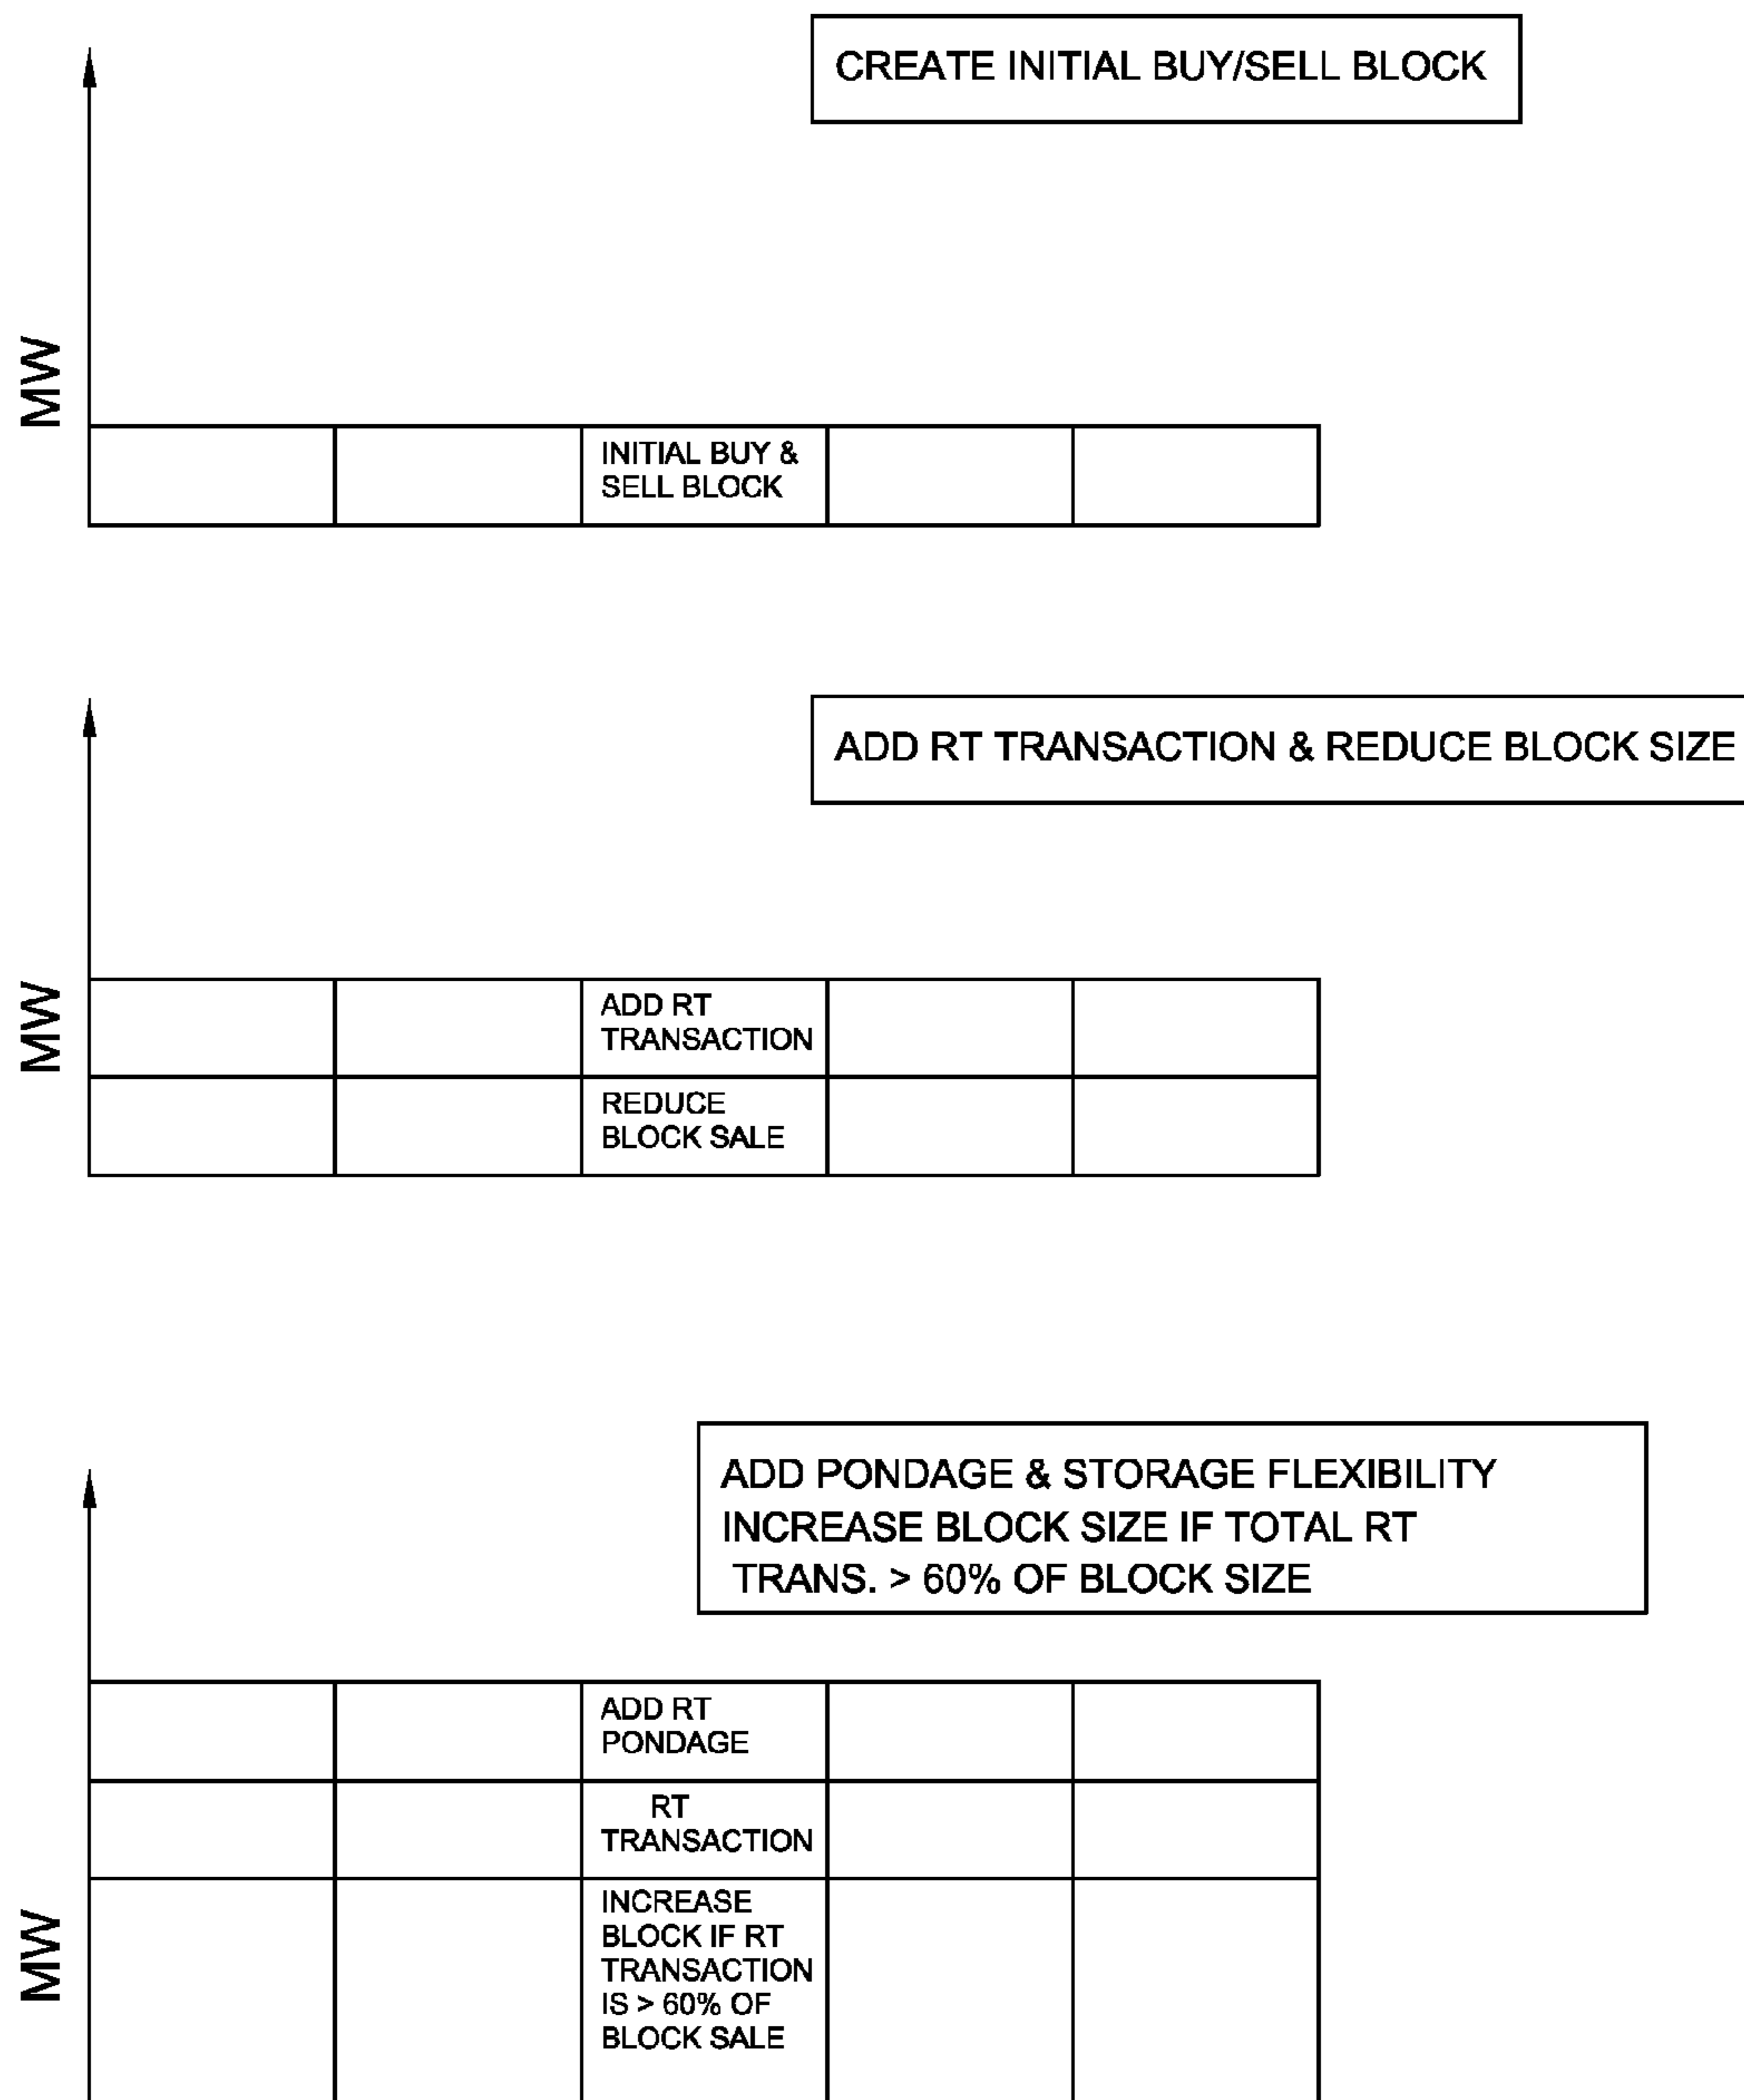 CREATE INITIAL BUY/SELL BLOCK
MW
INITIAL BUY &
SELL BLOCK
ADD RT TRANSACTION & REDUCE BLOCK SIZE
MW
ADD RT
TRANSACTION
REDUCE
BLOCK SALE
ADD PONDAGE & STORAGE FLEXIBILITY
INCREASE BLOCK SIZE IF TOTAL RT
TRANS. > 60% OF BLOCK SIZE
MW
ADD RT
PONDAGE
RT
TRANSACTION
INCREASE
BLOCK IF RT
TRANSACTION
IS > 60% OF
BLOCK SALE